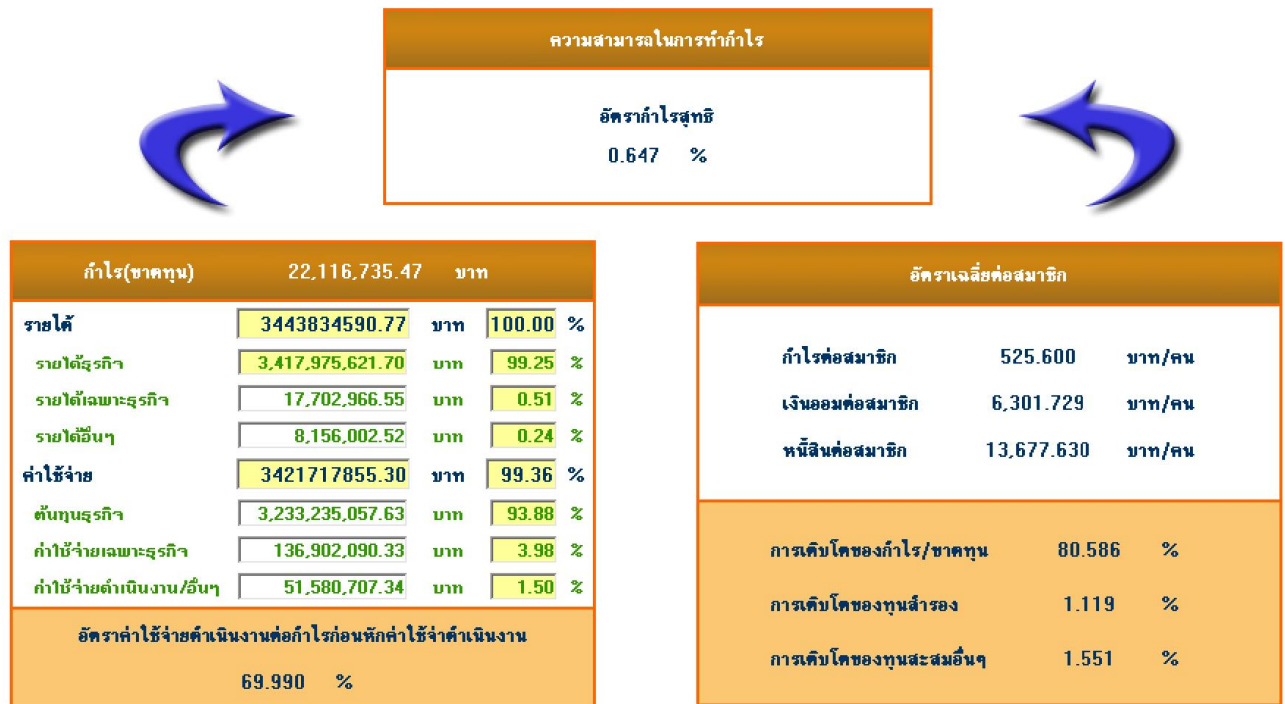 ความสามารถในการทำกำไร
อัตรากำไรสุทธิ
0.647 %
กำไร(ขาดทุน) 22,116,735.47 บาท
รายได้ 3443834590.77 บาท 100.00 %
รายได้ธุรกิจ 3,417,975,621.70 บาท 99.25 %
รายได้เฉพาะธุรกิจ 17,702,966.55 บาท 0.51 %
รายได้อื่นๆ 8,156,002.52 บาท 0.24 %
ค่าใช้จ่าย 3421717855.30 บาท 99.36 %
ต้นทุนธุรกิจ 3,233,235,057.63 บาท 93.88 %
ค่าใช้จ่ายเฉพาะธุรกิจ 136,902,090.33 บาท 3.98 %
ค่าใช้จ่ายดำเนินงาน/อื่นๆ 51,580,707.34 บาท 1.50 %
อัตราค่าใช้จ่ายดำเนินงานต่อกำไรก่อนหักค่าใช้จ่าดำเนินงาน
69.990 %
อัตราเฉลี่ยต่อสมาชิก
กำไรต่อสมาชิก 525.600 บาท/คน
เงินออมต่อสมาชิก 6,301.729 บาท/คน
หนี้สินต่อสมาชิก 13,677.630 บาท/คน
การเติบโตของกำไร/ขาดทุน 80.586 %
การเติบโตของทุนสำรอง 1.119 %
การเติบโตของทุนสะสมอื่นๆ 1.551 %